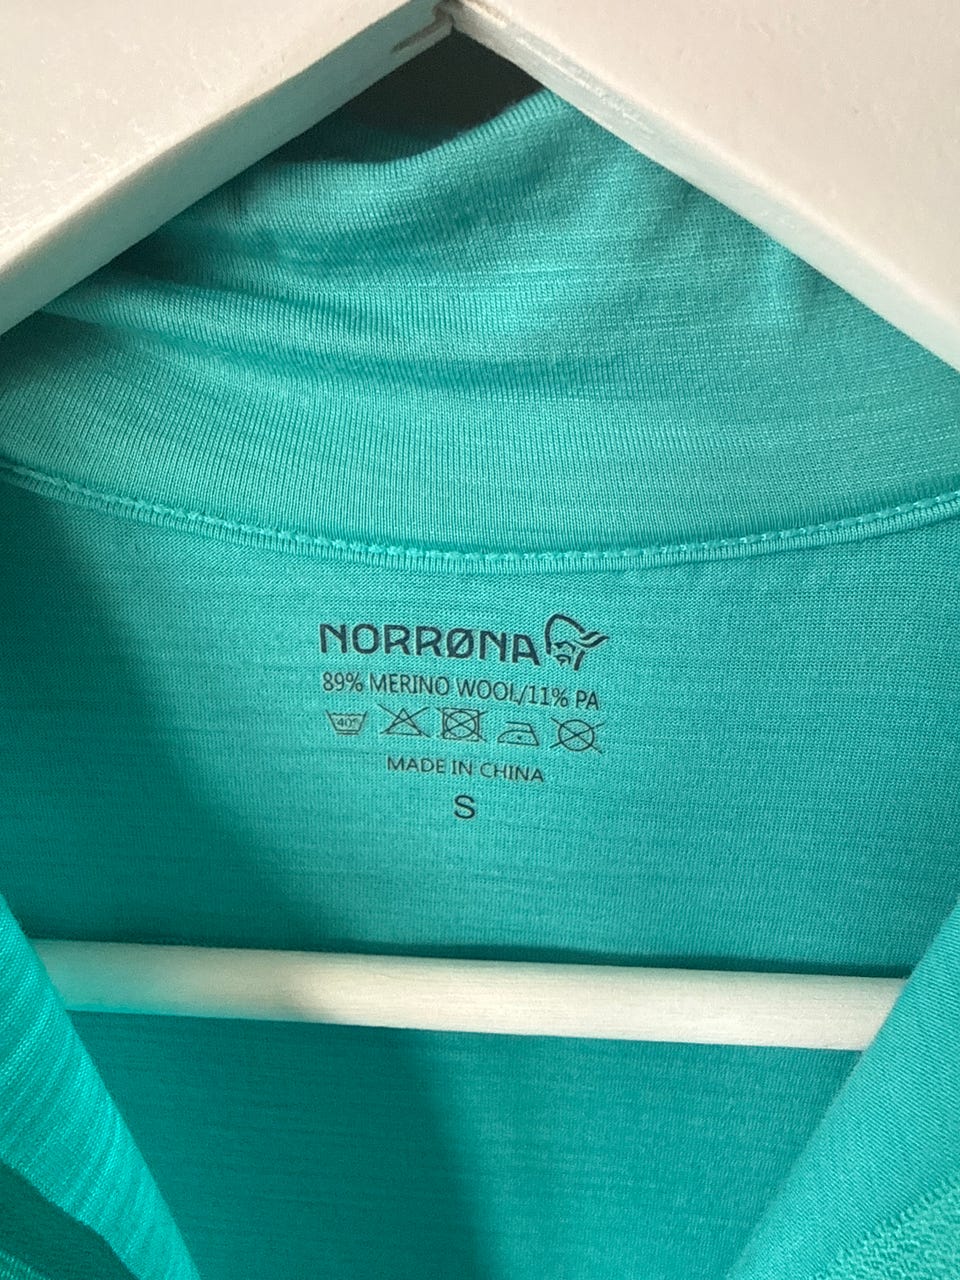 NORRØNA
89% MERINO WOOL/11% PA
40°
MADE IN CHINA
S